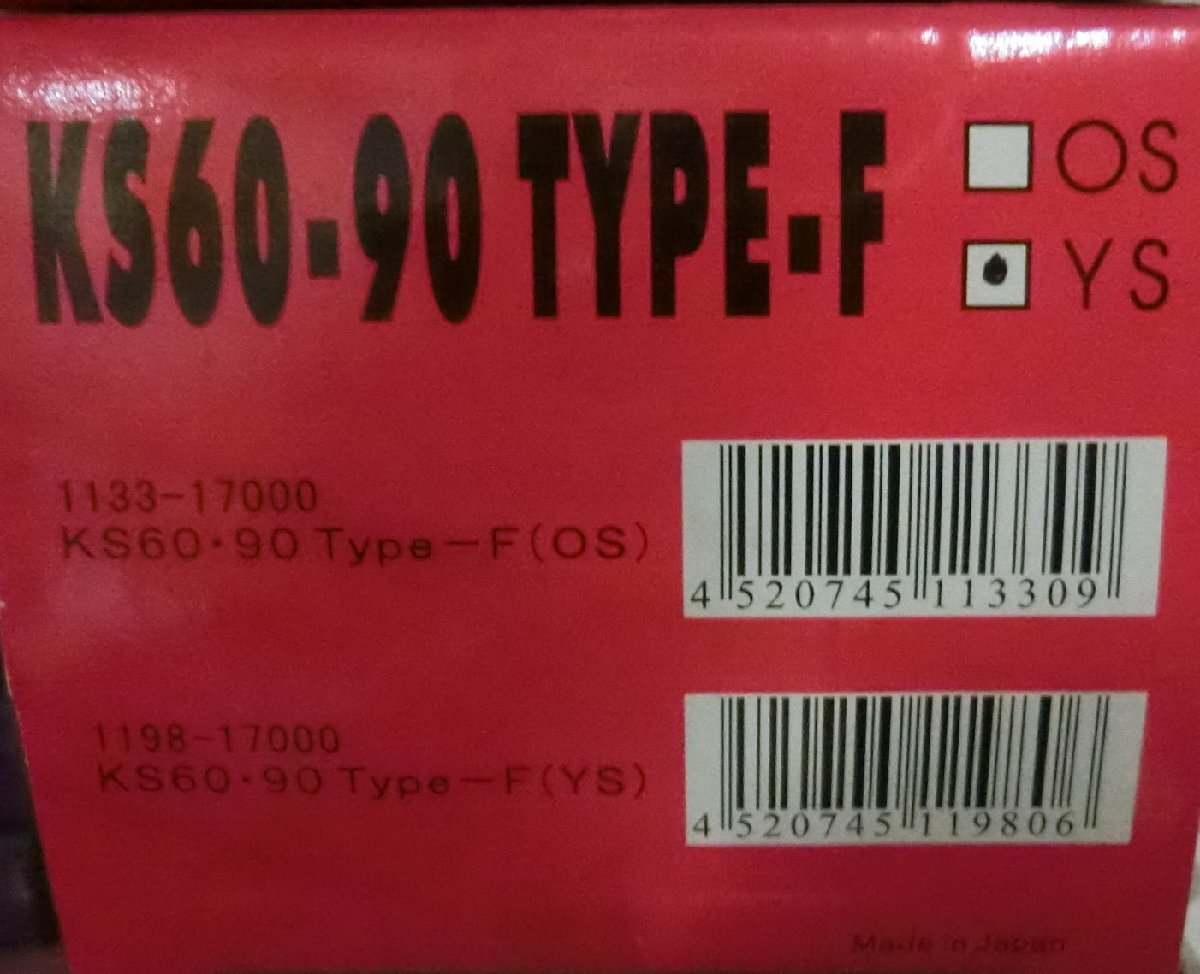 KS60-90 TYPE-F
OS
YS
1133-17000
KS60・90 Type-F(OS)
4 520745 113309
1198-17000
KS60・90 Type-F(YS)
4 520745 119806
Made in Japan